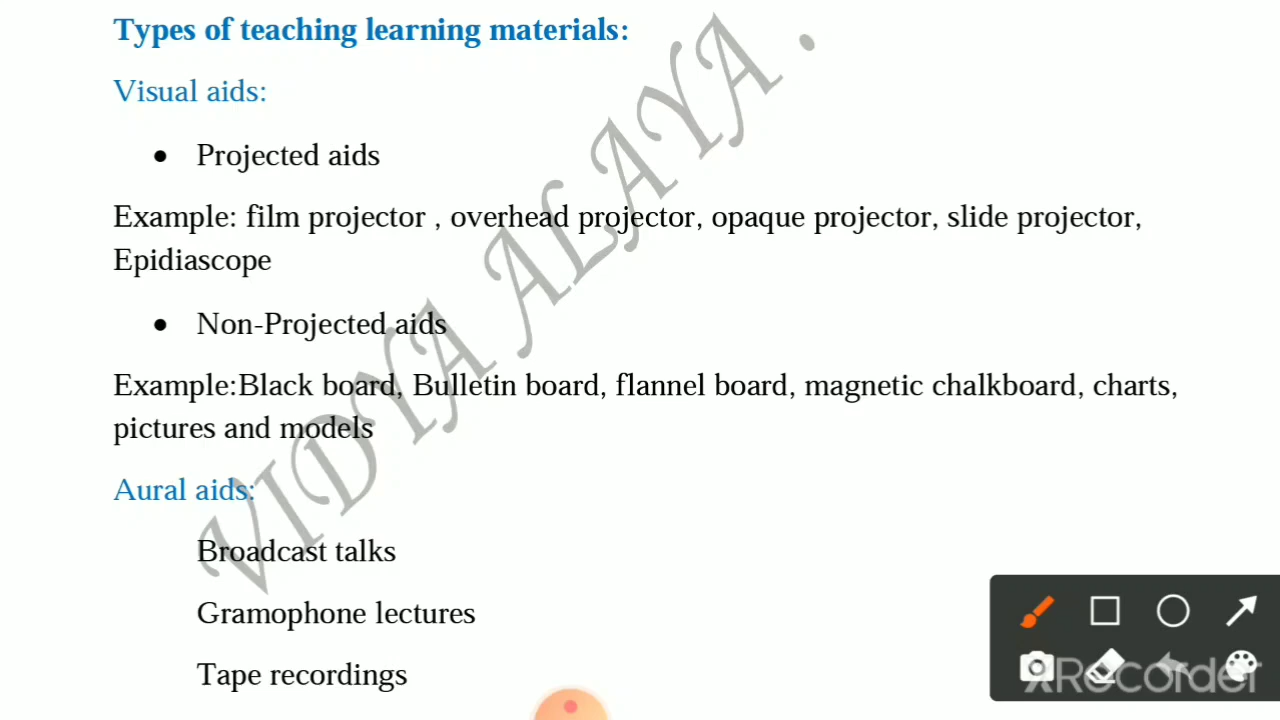 Types of teaching learning materials:
Visual aids:
• Projected aids
Example: film projector , overhead projector, opaque projector, slide projector,
Epidiascope
• Non-Projected aids
Example:Black board, Bulletin board, flannel board, magnetic chalkboard, charts,
pictures and models
Aural aids:
Broadcast talks
Gramophone lectures
Tape recordings
VIDYA ALAYA .
XRecorder